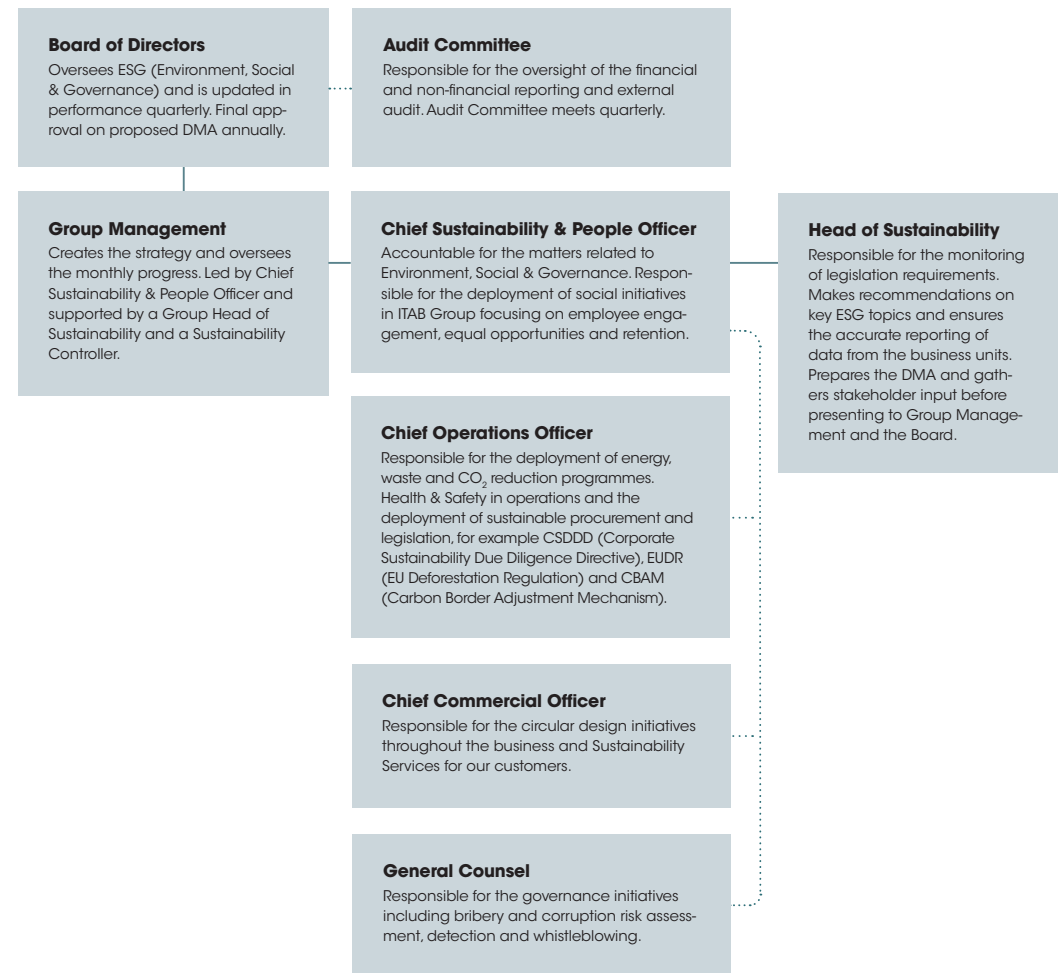 Board of Directors
Oversees ESG (Environment, Social
& Governance) and is updated in
performance quarterly. Final app-
roval on proposed DMA annually.
Audit Committee
Responsible for the oversight of the financial
and non-financial reporting and external
audit. Audit Committee meets quarterly.
Group Management
Creates the strategy and oversees
the monthly progress. Led by Chief
Sustainability & People Officer and
supported by a Group Head of
Sustainability and a Sustainability
Controller.
Chief Sustainability & People Officer
Accountable for the matters related to
Environment, Social & Governance. Respon-
sible for the deployment of social initiatives
in ITAB Group focusing on employee enga-
gement, equal opportunities and retention.
Head of Sustainability
Responsible for the monitoring
of legislation requirements.
Makes recommendations on
key ESG topics and ensures
the accurate reporting of
data from the business units.
Prepares the DMA and gath-
ers stakeholder input before
presenting to Group Manage-
ment and the Board.
Chief Operations Officer
Responsible for the deployment of energy,
waste and CO₂ reduction programmes.
Health & Safety in operations and the
deployment of sustainable procurement and
legislation, for example CSDDD (Corporate
Sustainability Due Diligence Directive), EUDR
(EU Deforestation Regulation) and CBAM
(Carbon Border Adjustment Mechanism).
Chief Commercial Officer
Responsible for the circular design initiatives
throughout the business and Sustainability
Services for our customers.
General Counsel
Responsible for the governance initiatives
including bribery and corruption risk assess-
ment, detection and whistleblowing.